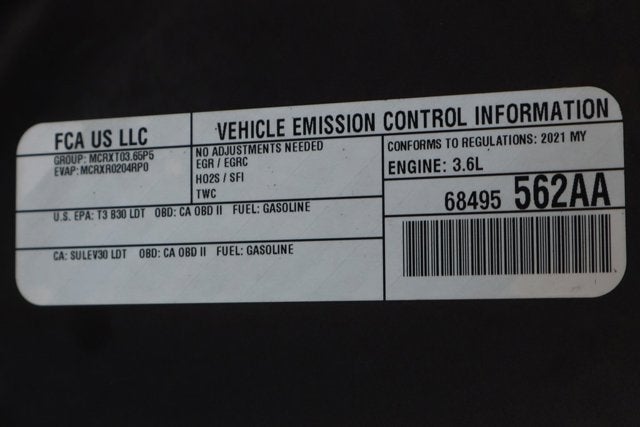 FCA US LLC
GROUP: MCRXT03.65P5
EVAP: MCRXR0204RP0
VEHICLE EMISSION CONTROL INFORMATION
NO ADJUSTMENTS NEEDED
EGR / EGRC
HO2S / SFI
TWC
CONFORMS TO REGULATIONS: 2021 MY
ENGINE: 3.6L
68495 562AA
U.S. EPA: T3 B30 LDT OBD: CA OBD II FUEL: GASOLINE
CA: SULEV30 LDT OBD: CA OBD II FUEL: GASOLINE